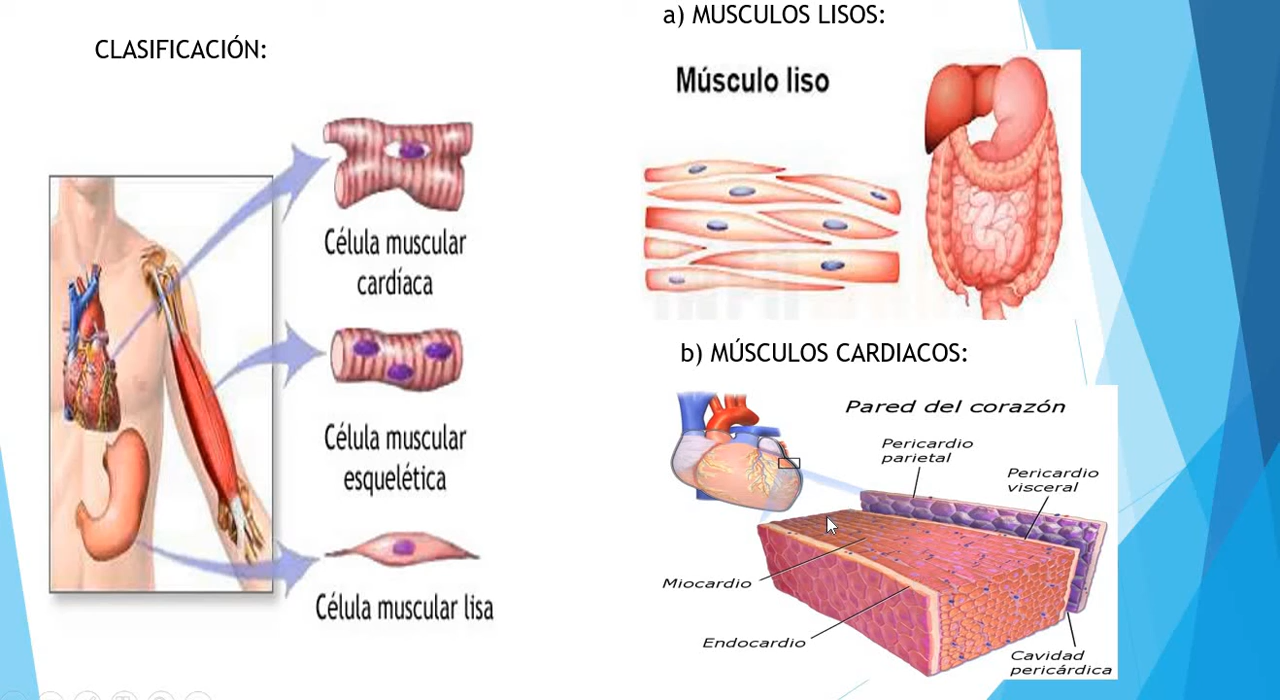 CLASIFICACIÓN:
Célula muscular
cardíaca
Célula muscular
esquelética
Célula muscular lisa
a) MUSCULOS LISOS:
Músculo liso
b) MÚSCULOS CARDIACOS:
Pared del corazón
Pericardio
parietal
Pericardio
visceral
Miocardio
Endocardio
Cavidad
pericárdica